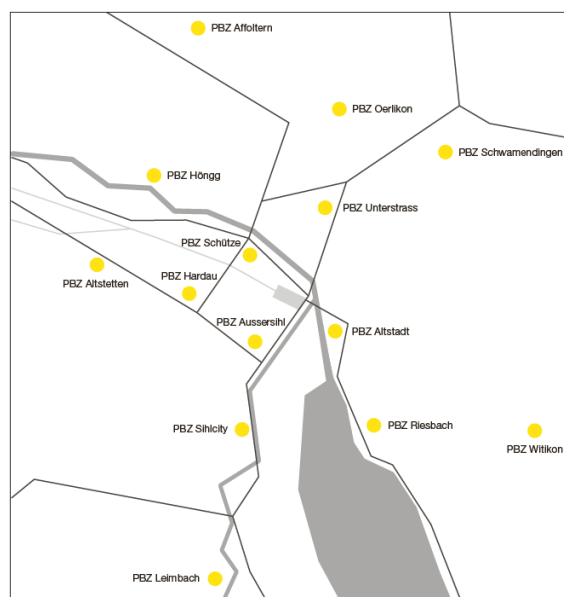 PBZ Affoltern
PBZ Oerlikon
PBZ Schwamendingen
PBZ Höngg
PBZ Unterstrass
PBZ Schütze
PBZ Hardau
PBZ Altstetten
PBZ Aussersihl
PBZ Altstadt
PBZ Sihlcity
PBZ Riesbach
PBZ Witikon
PBZ Leimbach